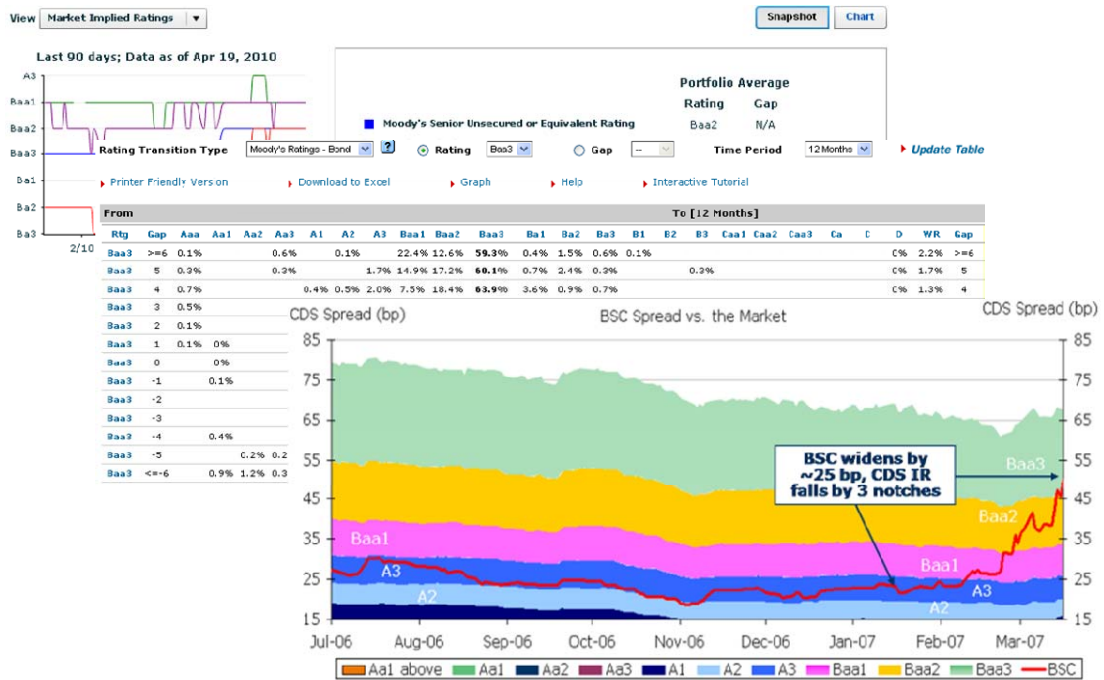 View Market Implied Ratings
Snapshot Chart
Last 90 days; Data as of Apr 19, 2010
A3
Baa1
Baa2
Baa3
Ba1
Ba2
Ba3
2/10
Portfolio Average
Rating Gap
Moody's Senior Unsecured or Equivalent Rating Baa2 N/A
Rating Transition Type Moody's Ratings - Bond ? Rating Baa3 Gap -- Time Period 12 Months Update Table
Printer Friendly Version Download to Excel Graph Help Interactive Tutorial
From To [12 Months]
Rtg Gap Aaa Aa1 Aa2 Aa3 A1 A2 A3 Baa1 Baa2 Baa3 Ba1 Ba2 Ba3 B1 B2 B3 Caa1 Caa2 Caa3 Ca C D WR Gap
Baa3 >=6 0.1% 0.6% 0.1% 22.4% 12.6% 59.3% 0.4% 1.5% 0.6% 0.1% 0% 2.2% >=6
Baa3 5 0.3% 0.3% 1.7% 14.9% 17.2% 60.1% 0.7% 2.4% 0.3% 0.3% 0% 1.7% 5
Baa3 4 0.7% 0.4% 0.5% 2.0% 7.5% 18.4% 63.9% 3.6% 0.9% 0.7% 0% 1.3% 4
Baa3 3 0.5%
Baa3 2 0.1%
Baa3 1 0.1% 0%
Baa3 0 0%
Baa3 -1 0.1%
Baa3 -2
Baa3 -3
Baa3 -4 0.4%
Baa3 -5 0.2% 0.2
Baa3 <=-6 0.9% 1.2% 0.3
CDS Spread (bp) BSC Spread vs. the Market CDS Spread (bp)
85 85
75 75
65 65
55 55
45 45
35 35
25 25
15 15
BSC widens by
~25 bp, CDS IR
falls by 3 notches
Baa3
Baa2
Baa1 Baa1
A3 A3
A2 A2
Jul-06 Aug-06 Sep-06 Oct-06 Nov-06 Dec-06 Jan-07 Feb-07 Mar-07
Aa1 above Aa1 Aa2 Aa3 A1 A2 A3 Baa1 Baa2 Baa3 BSC